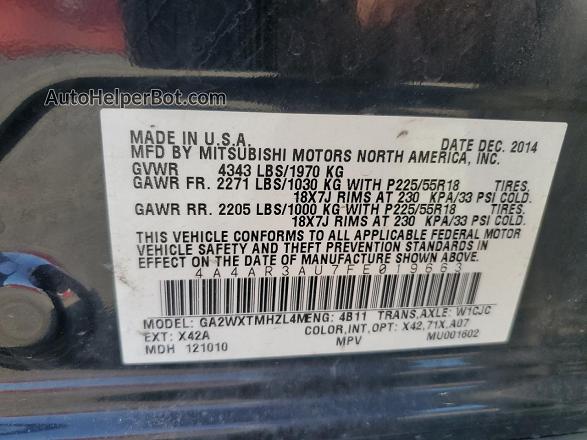 AutoHelperBot.com
MADE IN U.S.A. DATE DEC. 2014
MFD BY MITSUBISHI MOTORS NORTH AMERICA, INC.
GVWR 4343 LBS/1970 KG
GAWR FR. 2271 LBS/1030 KG WITH P225/55R18 TIRES,
18X7J RIMS AT 230 KPA/33 PSI COLD.
GAWR RR. 2205 LBS/1000 KG WITH P225/55R18 TIRES,
18X7J RIMS AT 230 KPA/33 PSI COLD.
THIS VEHICLE CONFORMS TO ALL APPLICABLE FEDERAL MOTOR
VEHICLE SAFETY AND THEFT PREVENTION STANDARDS IN
EFFECT ON THE DATE OF MANUFACTURE SHOWN ABOVE.
4A4AR3AU7FE019663
MODEL: GA2WXTMHZL4M ENG: 4B11 TRANS,AXLE: W1CJC
EXT: X42A COLOR,INT,OPT: X42,71X,A07
MDH 121010 MPV MU001602